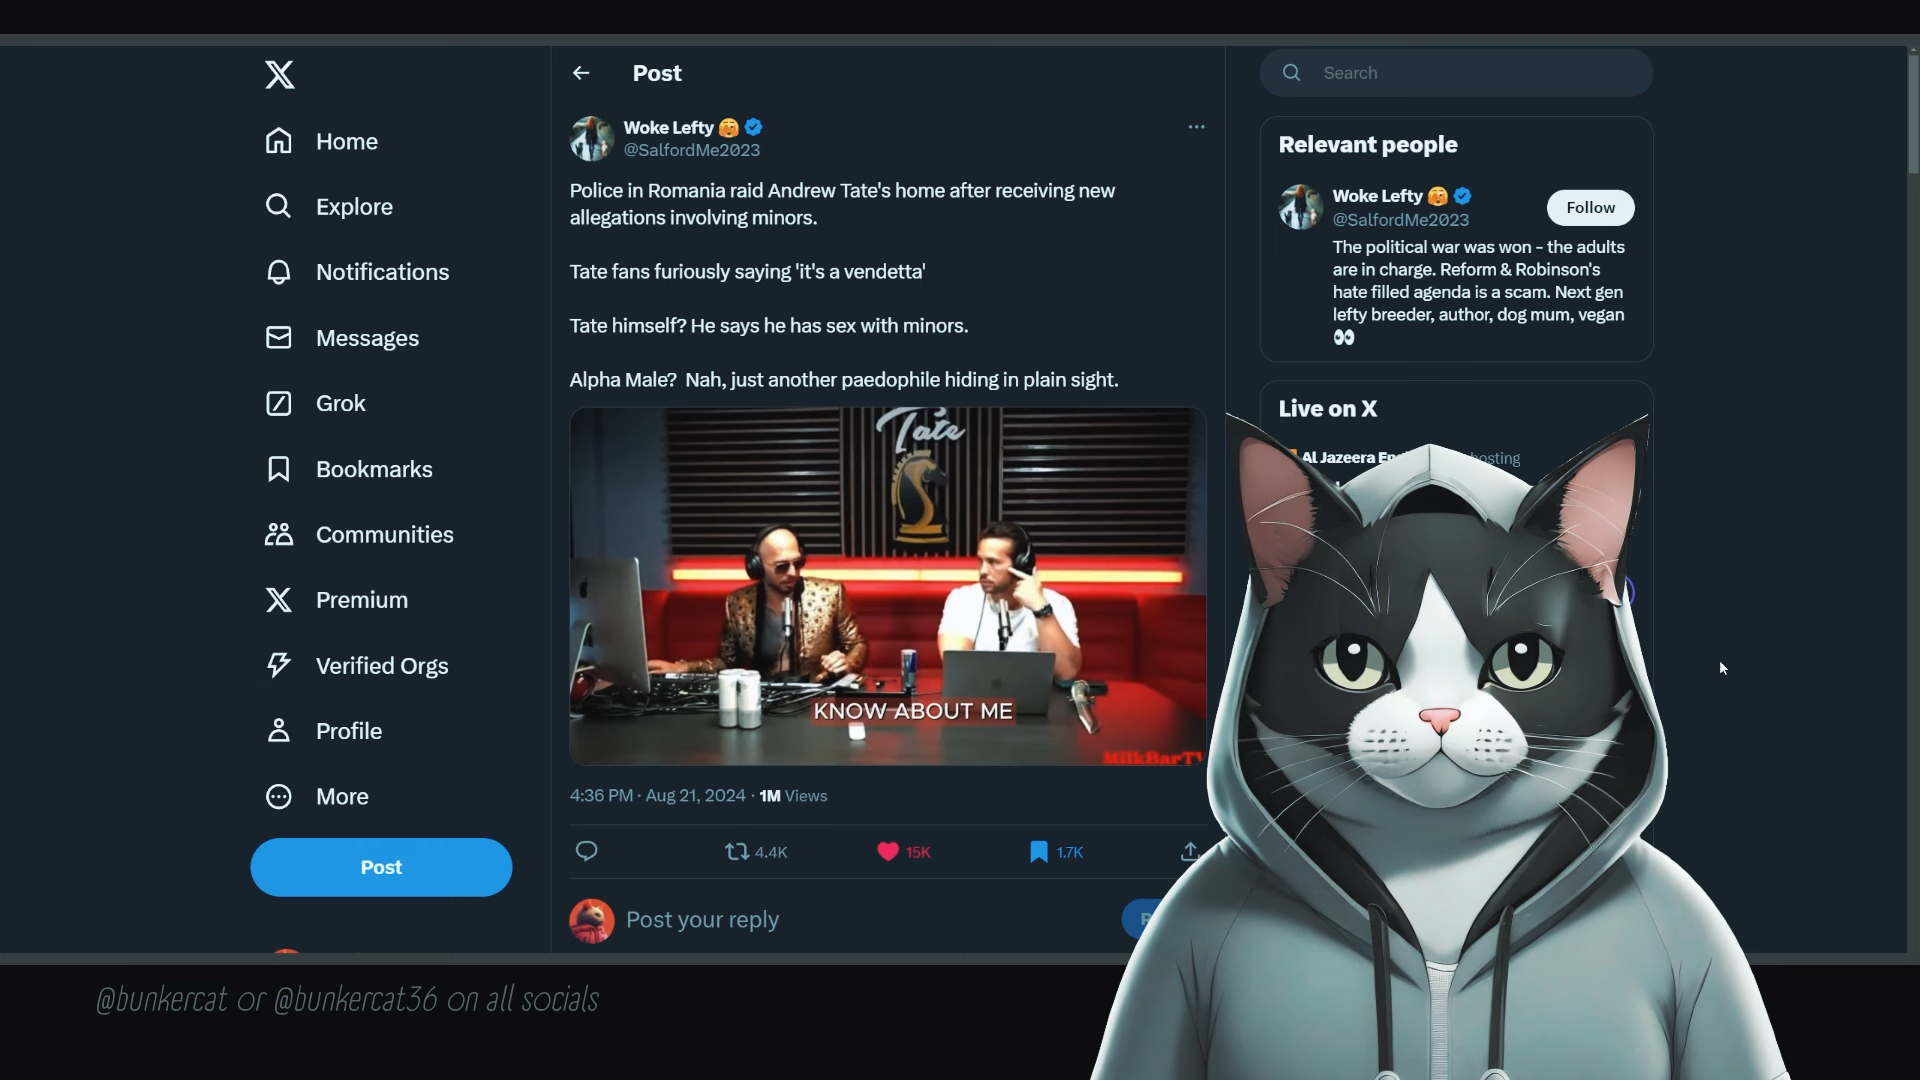 Home
Explore
Notifications
Messages
Grok
Bookmarks
Communities
Premium
Verified Orgs
Profile
More
Post
Post
Woke Lefty
@SalfordMe2023
Police in Romania raid Andrew Tate's home after receiving new
allegations involving minors.
Tate fans furiously saying 'it's a vendetta'
Tate himself? He says he has sex with minors.
Alpha Male? Nah, just another paedophile hiding in plain sight.
Tate
KNOW ABOUT ME
MilkBarTV
4:36 PM · Aug 21, 2024 · 1M Views
4.4K
15K
1.7K
Post your reply
Search
Relevant people
Woke Lefty
@SalfordMe2023
Follow
The political war was won - the adults
are in charge. Reform & Robinson's
hate filled agenda is a scam. Next gen
lefty breeder, author, dog mum, vegan
Live on X
Al Jazeera
hosting
@bunkercat or @bunkercat36 on all socials